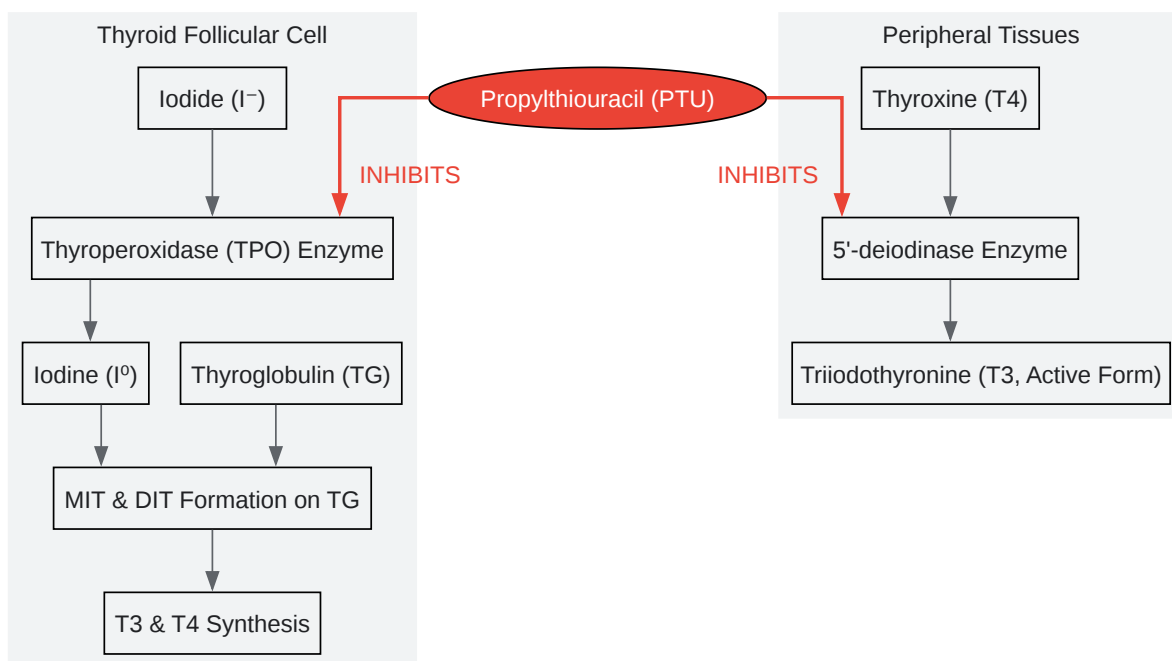 Thyroid Follicular Cell
Peripheral Tissues
Iodide (I⁻)
Propylthiouracil (PTU)
Thyroxine (T4)
INHIBITS
INHIBITS
Thyroperoxidase (TPO) Enzyme
5'-deiodinase Enzyme
Iodine (I⁰)
Thyroglobulin (TG)
Triiodothyronine (T3, Active Form)
MIT & DIT Formation on TG
T3 & T4 Synthesis